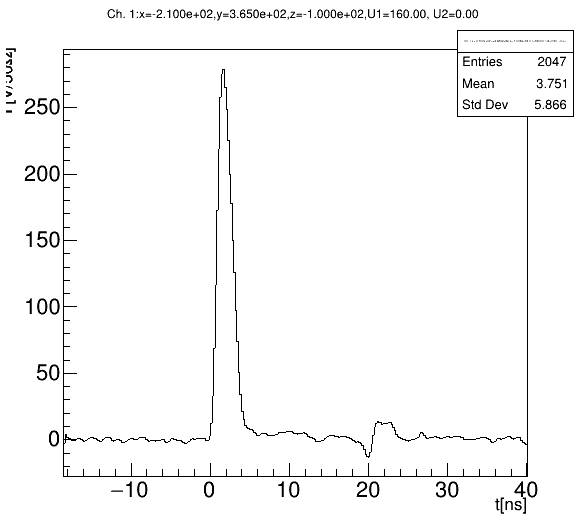 Ch. 1:x=-2.100e+02,y=3.650e+02,z=-1.000e+02,U1=160.00, U2=0.00
Entries 2047
Mean 3.751
Std Dev 5.866
250
200
150
100
50
0
−10 0 10 20 30 40
t[ns]